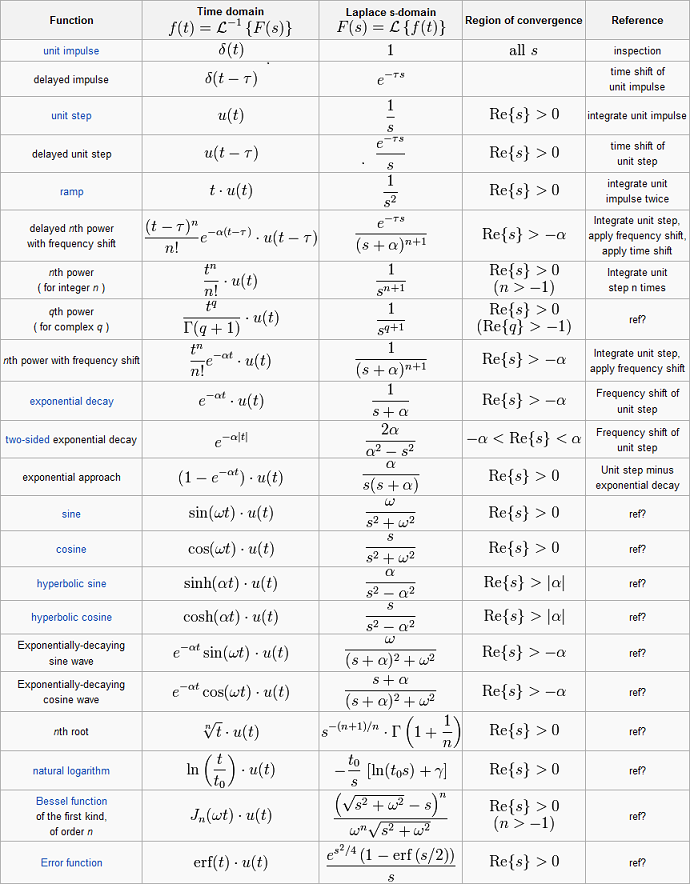 Function Time domain f(t) = ℒ⁻¹ {F(s)} Laplace s-domain F(s) = ℒ {f(t)} Region of convergence Reference
unit impulse δ(t) 1 all s inspection
delayed impulse δ(t − τ) e^{−τs} time shift of unit impulse
unit step u(t) 1/s Re{s} > 0 integrate unit impulse
delayed unit step u(t − τ) e^{−τs}/s Re{s} > 0 time shift of unit step
ramp t · u(t) 1/s² Re{s} > 0 integrate unit impulse twice
delayed nth power with frequency shift (t − τ)ⁿ/n! e^{−α(t−τ)} · u(t − τ) e^{−τs}/(s + α)^{n+1} Re{s} > −α Integrate unit step, apply frequency shift, apply time shift
nth power ( for integer n ) tⁿ/n! · u(t) 1/s^{n+1} Re{s} > 0 (n > −1) Integrate unit step n times
qth power ( for complex q ) t^q/Γ(q + 1) · u(t) 1/s^{q+1} Re{s} > 0 (Re{q} > −1) ref?
nth power with frequency shift tⁿ/n! e^{−αt} · u(t) 1/(s + α)^{n+1} Re{s} > −α Integrate unit step, apply frequency shift
exponential decay e^{−αt} · u(t) 1/(s + α) Re{s} > −α Frequency shift of unit step
two-sided exponential decay e^{−α|t|} 2α/(α² − s²) −α < Re{s} < α Frequency shift of unit step
exponential approach (1 − e^{−αt}) · u(t) α/(s(s + α)) Re{s} > 0 Unit step minus exponential decay
sine sin(ωt) · u(t) ω/(s² + ω²) Re{s} > 0 ref?
cosine cos(ωt) · u(t) s/(s² + ω²) Re{s} > 0 ref?
hyperbolic sine sinh(αt) · u(t) α/(s² − α²) Re{s} > |α| ref?
hyperbolic cosine cosh(αt) · u(t) s/(s² − α²) Re{s} > |α| ref?
Exponentially-decaying sine wave e^{−αt} sin(ωt) · u(t) ω/((s + α)² + ω²) Re{s} > −α ref?
Exponentially-decaying cosine wave e^{−αt} cos(ωt) · u(t) (s + α)/((s + α)² + ω²) Re{s} > −α ref?
nth root ⁿ√t · u(t) s^{−(n+1)/n} · Γ(1 + 1/n) Re{s} > 0 ref?
natural logarithm ln(t/t₀) · u(t) −t₀/s [ln(t₀s) + γ] Re{s} > 0 ref?
Bessel function of the first kind, of order n Jₙ(ωt) · u(t) (√(s² + ω²) − s)ⁿ/(ωⁿ√(s² + ω²)) Re{s} > 0 (n > −1) ref?
Error function erf(t) · u(t) e^{s²/4} (1 − erf (s/2))/s Re{s} > 0 ref?